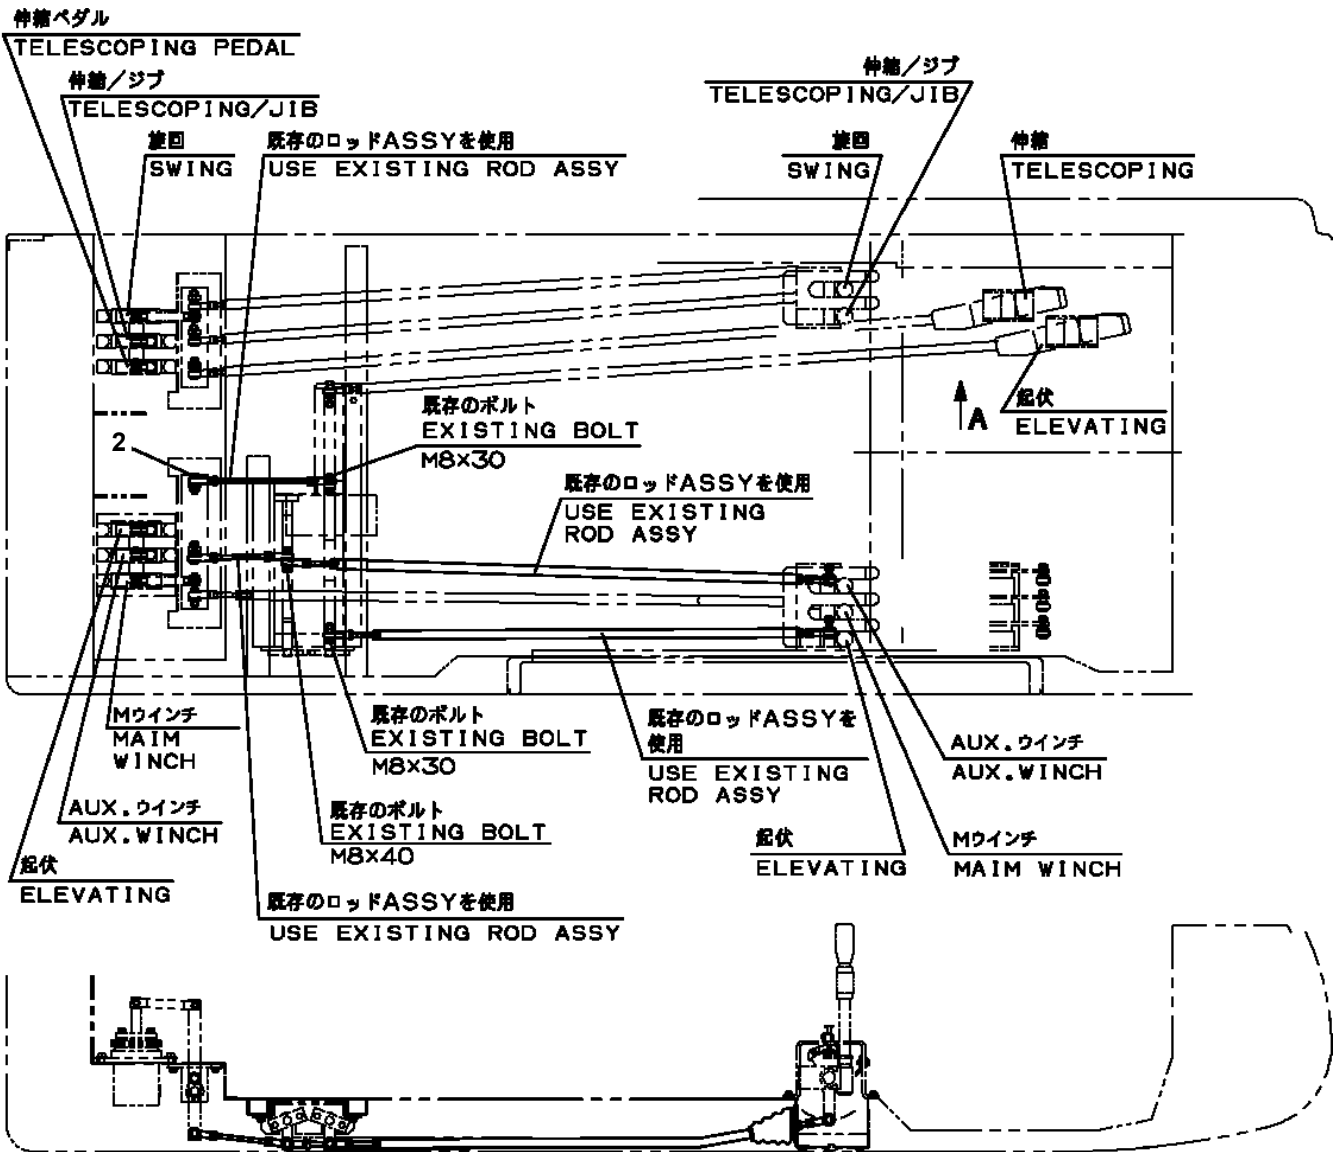 伸縮ペダル
TELESCOPING PEDAL
伸縮/ジブ
TELESCOPING/JIB
旋回
SWING
既存のロッドASSYを使用
USE EXISTING ROD ASSY
伸縮/ジブ
TELESCOPING/JIB
旋回
SWING
伸縮
TELESCOPING
既存のボルト
EXISTING BOLT
M8×30
A
起伏
ELEVATING
2
既存のロッドASSYを使用
USE EXISTING
ROD ASSY
Mウインチ
MAIM
WINCH
既存のボルト
EXISTING BOLT
M8×30
既存のロッドASSYを
使用
USE EXISTING
ROD ASSY
AUX.ウインチ
AUX.WINCH
AUX.ウインチ
AUX.WINCH
既存のボルト
EXISTING BOLT
M8×40
起伏
ELEVATING
Mウインチ
MAIM WINCH
起伏
ELEVATING
既存のロッドASSYを使用
USE EXISTING ROD ASSY